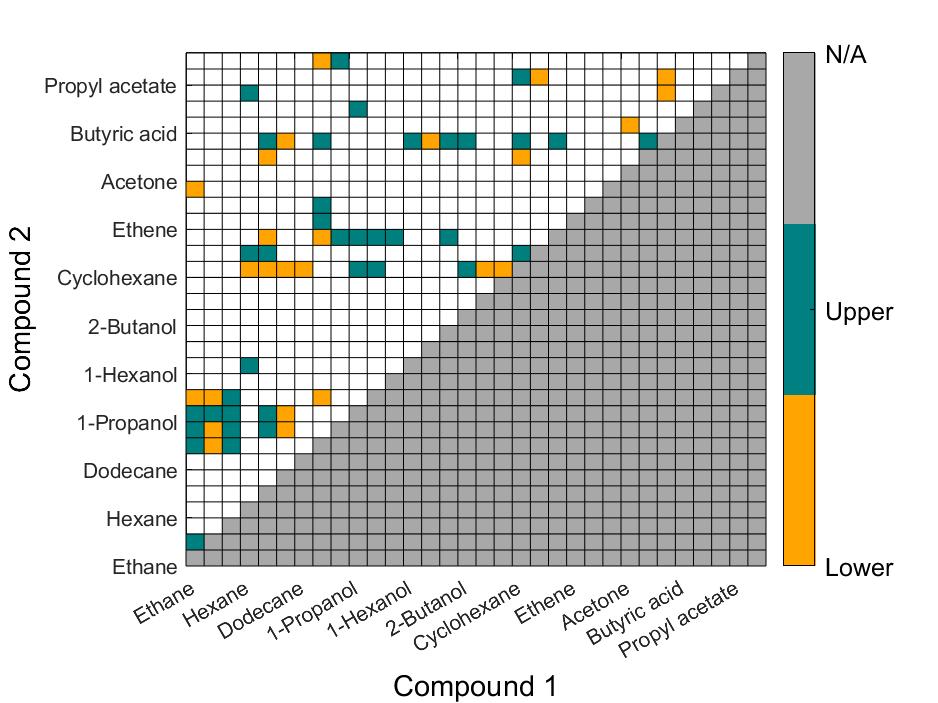 N/A
Propyl acetate
Butyric acid
Acetone
Ethene
Cyclohexane
2-Butanol
1-Hexanol
1-Propanol
Dodecane
Hexane
Ethane
Compound 2
Upper
Lower
Ethane
Hexane
Dodecane
1-Propanol
1-Hexanol
2-Butanol
Cyclohexane
Ethene
Acetone
Butyric acid
Propyl acetate
Compound 1